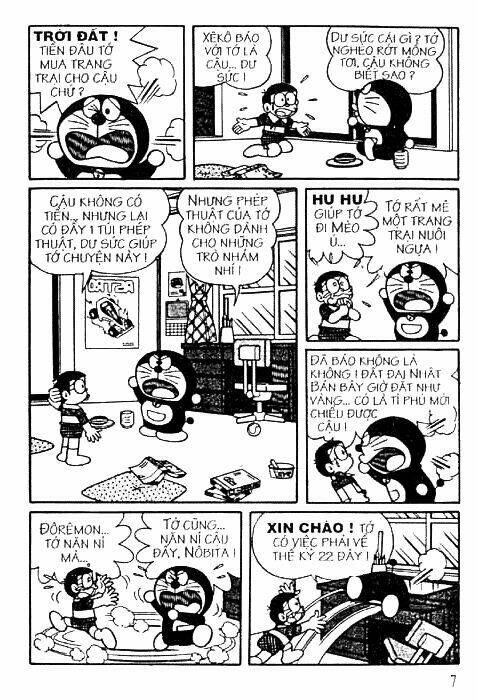 TRỜI ĐẤT !
TIỀN ĐÂU TỚ
MUA TRANG
TRẠI CHO CẬU
CHỨ ?
XÊKÔ BẢO
VỚI TỚ LÀ
CẬU... DƯ
SỨC !
DƯ SỨC CÁI GÌ ? TỚ
NGHÈO RỚT MỒNG
TƠI, CẬU KHÔNG
BIẾT SAO ?
CẬU KHÔNG CÓ
TIỀN... NHƯNG LẠI
CÓ ĐẦY 1 TÚI PHÉP
THUẬT, DƯ SỨC GIÚP
TỚ CHUYỆN NÀY !
NHƯNG PHÉP
THUẬT CỦA TỚ
KHÔNG DÀNH
CHO NHỮNG
TRÒ NHẢM
NHÍ !
HU HU
GIÚP TỚ
ĐI MÈO
Ú...
TỚ RẤT MÊ
MỘT TRANG
TRẠI NUÔI
NGỰA !
ĐÃ BẢO KHÔNG LÀ
KHÔNG ! ĐẤT ĐAI NHẬT
BẢN BÂY GIỜ ĐẮT NHƯ
VÀNG... CÓ LÀ TỈ PHÚ MỚI
CHIỀU ĐƯỢC
CẬU !
ĐÔRÊMON...
TỚ NĂN NỈ
MÀ...
TỚ CŨNG...
NĂN NỈ CẬU
ĐẤY, NÔBITA !
XIN CHÀO ! TỚ
CÓ VIỆC PHẢI VỀ
THẾ KỶ 22 ĐÂY !
7